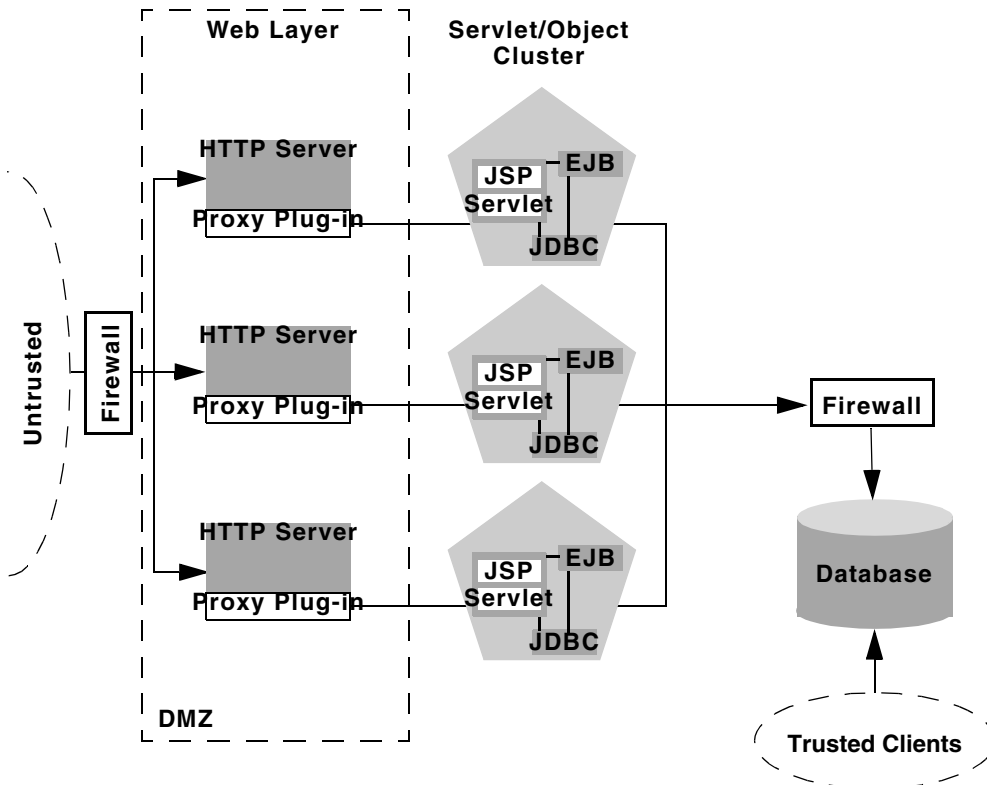 Web Layer
Servlet/Object
Cluster
Untrusted
Firewall
HTTP Server
Proxy Plug-in
JSP
Servlet
EJB
JDBC
HTTP Server
Proxy Plug-in
JSP
Servlet
EJB
JDBC
HTTP Server
Proxy Plug-in
JSP
Servlet
EJB
JDBC
DMZ
Firewall
Database
Trusted Clients